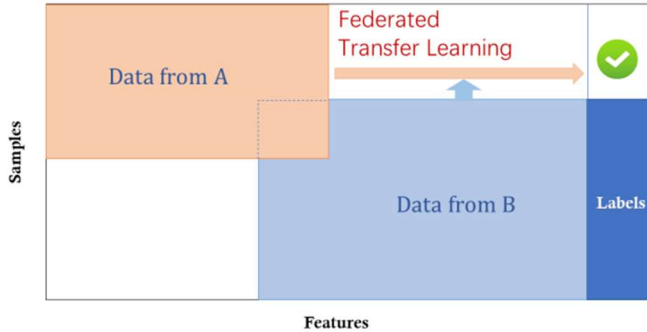 Federated
Transfer Learning
Data from A
Samples
Data from B
Labels
Features